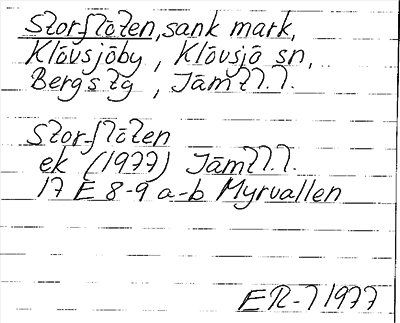 Storflöten, sank mark,
Klövsjöby, Klövsjö sn,
Bergs tg, Jämtl.l.
Storflöten
ek (1977) Jämtl.l.
17 E 8-9 a-b Myrvallen
ER-7 1977